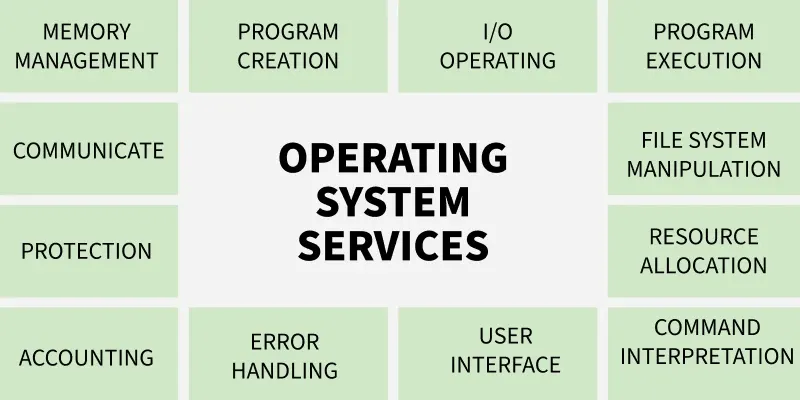 MEMORY
MANAGEMENT
PROGRAM
CREATION
I/O
OPERATING
PROGRAM
EXECUTION
COMMUNICATE
OPERATING
SYSTEM
SERVICES
FILE SYSTEM
MANIPULATION
PROTECTION
RESOURCE
ALLOCATION
ACCOUNTING
ERROR
HANDLING
USER
INTERFACE
COMMAND
INTERPRETATION